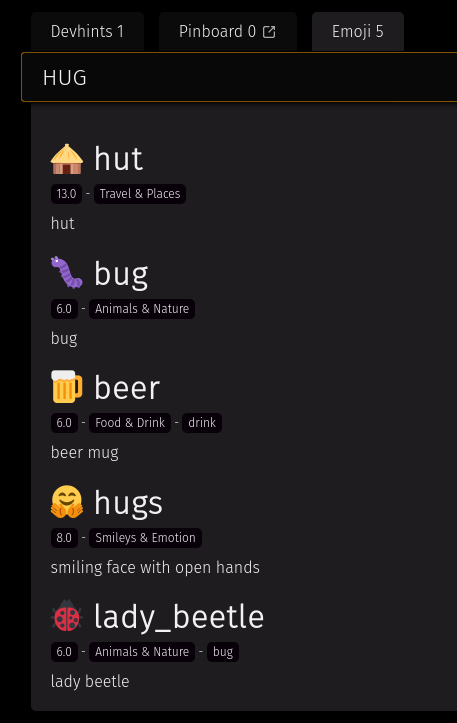 Devhints 1 Pinboard 0 Emoji 5
HUG
hut
13.0 - Travel & Places
hut
bug
6.0 - Animals & Nature
bug
beer
6.0 - Food & Drink - drink
beer mug
hugs
8.0 - Smileys & Emotion
smiling face with open hands
lady_beetle
6.0 - Animals & Nature - bug
lady beetle